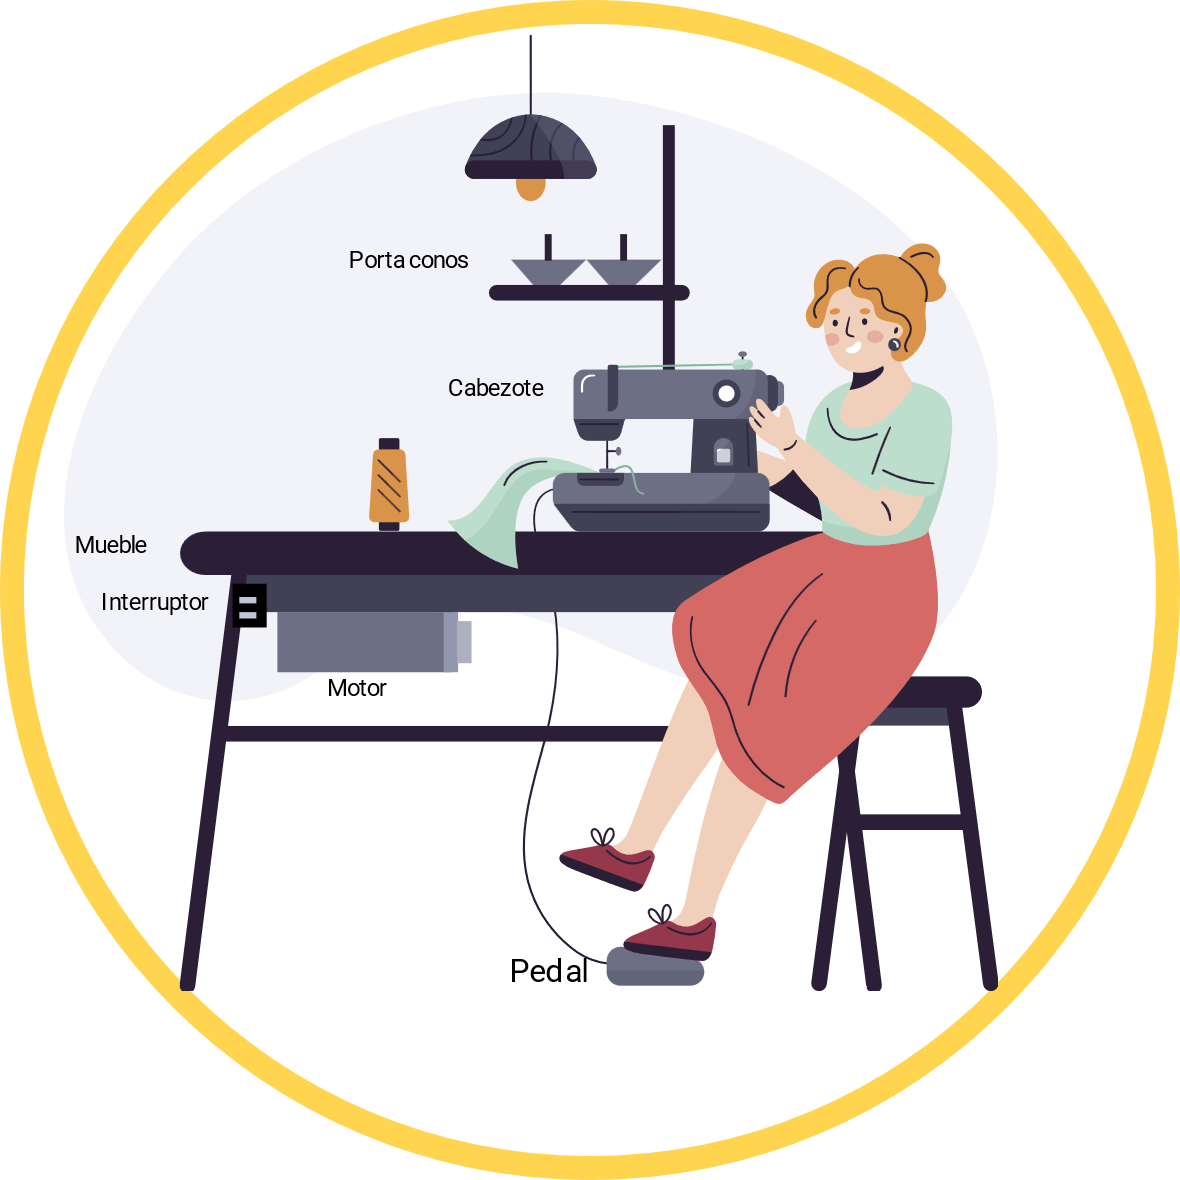 Porta conos
Cabezote
Mueble
Interruptor
Motor
Pedal